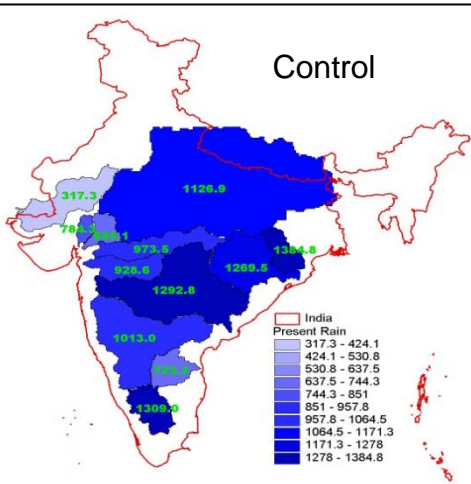 Control
317.3
1126.9
973.5
928.6
1384.8
1269.5
1292.8
1013.0
1309.0
India
Present Rain
317.3 - 424.1
424.1 - 530.8
530.8 - 637.5
637.5 - 744.3
744.3 - 851
851 - 957.8
957.8 - 1064.5
1064.5 - 1171.3
1171.3 - 1278
1278 - 1384.8